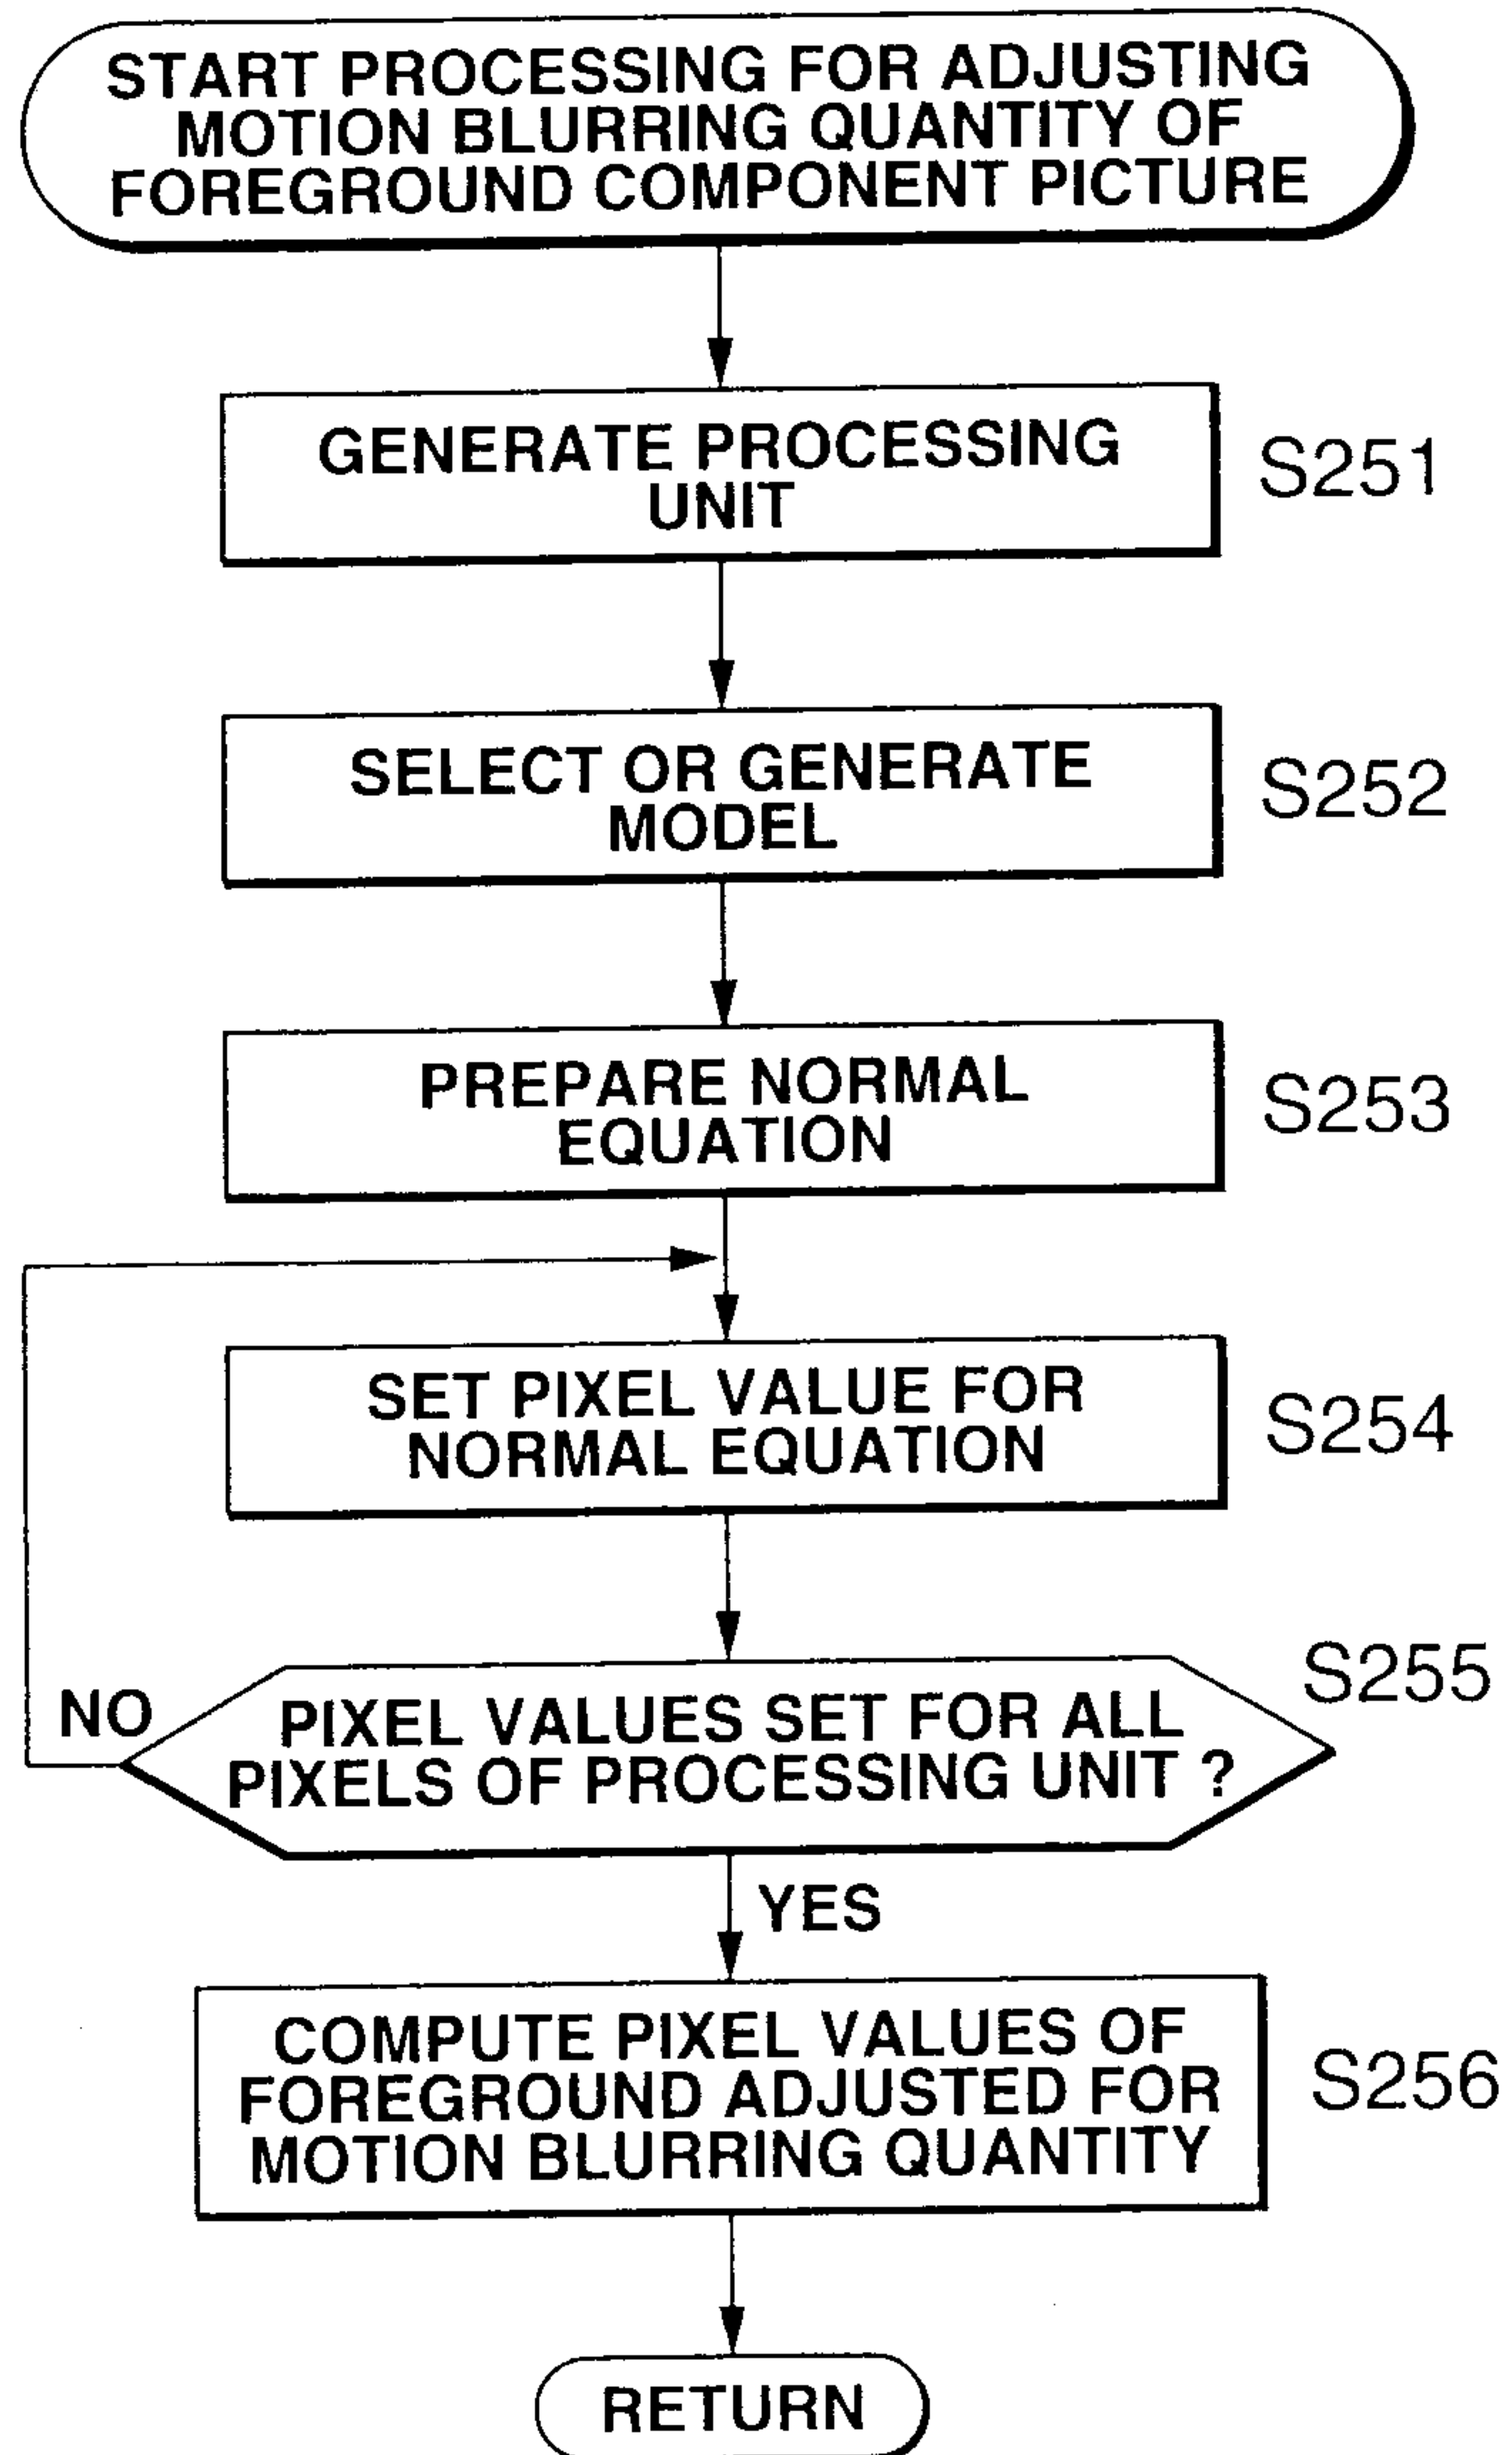 START PROCESSING FOR ADJUSTING
MOTION BLURRING QUANTITY OF
FOREGROUND COMPONENT PICTURE
GENERATE PROCESSING
UNIT
S251
SELECT OR GENERATE
MODEL
S252
PREPARE NORMAL
EQUATION
S253
SET PIXEL VALUE FOR
NORMAL EQUATION
S254
S255
NO
PIXEL VALUES SET FOR ALL
PIXELS OF PROCESSING UNIT ?
YES
COMPUTE PIXEL VALUES OF
FOREGROUND ADJUSTED FOR
MOTION BLURRING QUANTITY
S256
RETURN